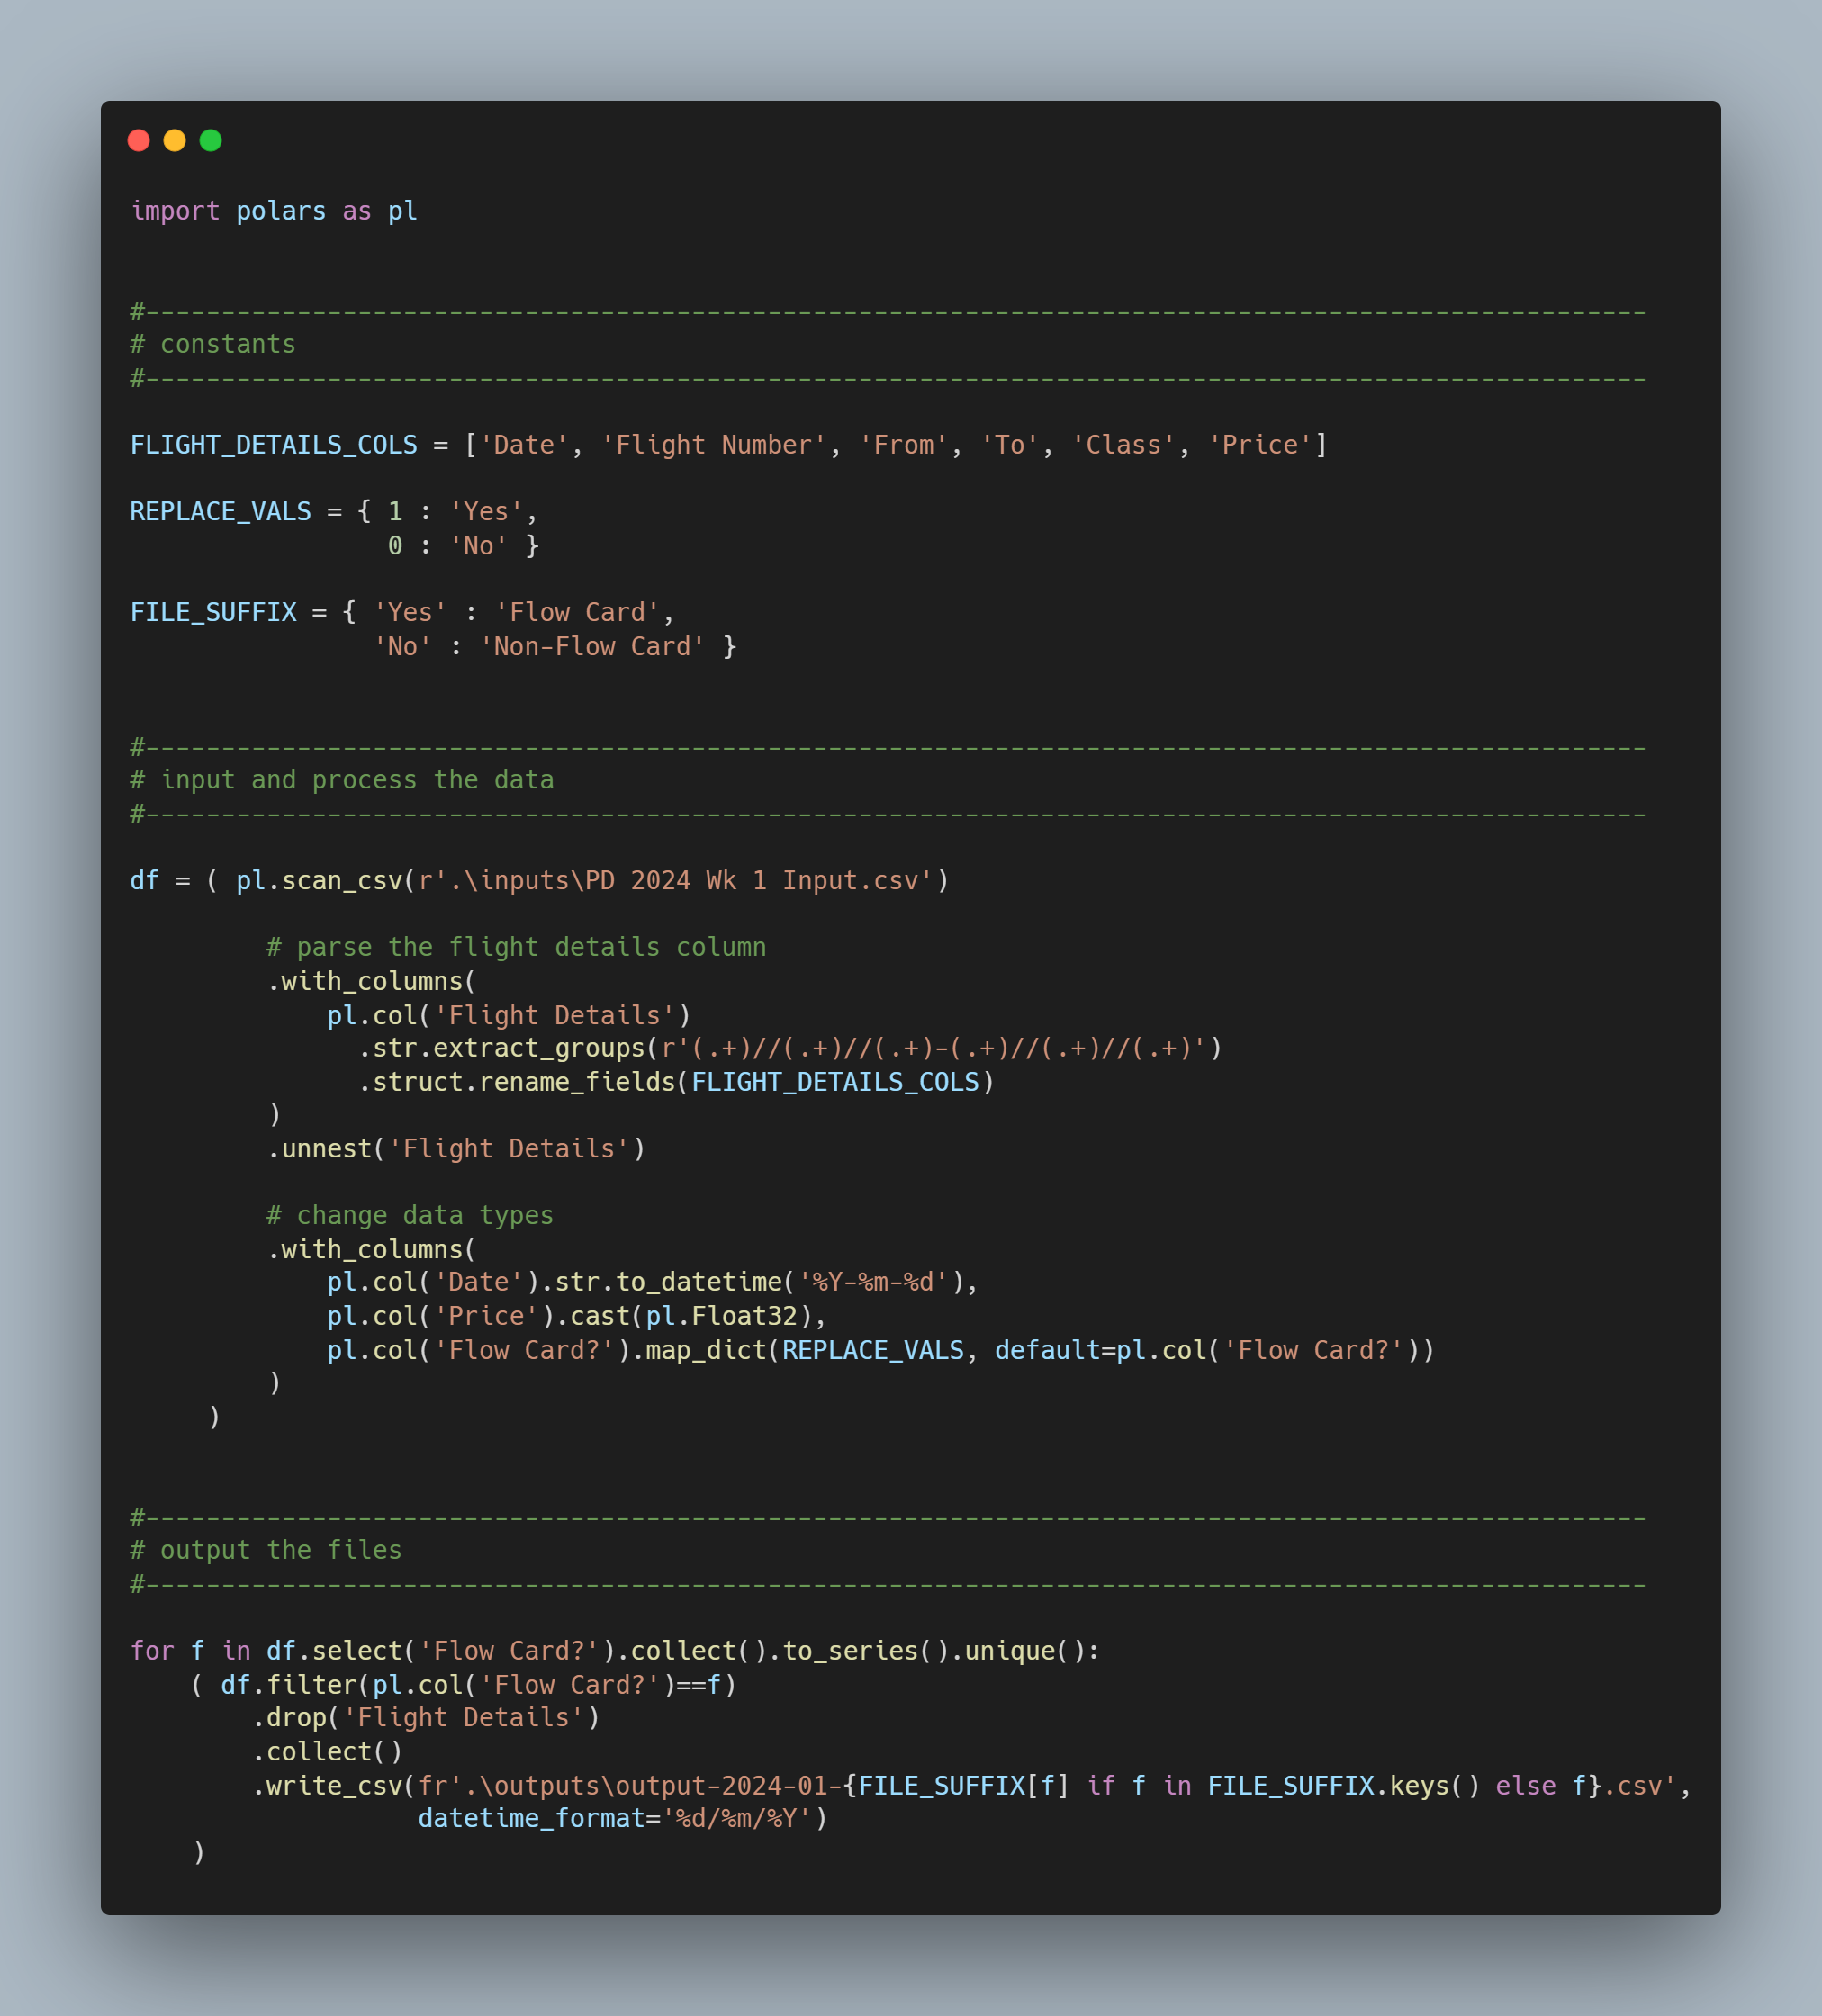 import polars as pl
#---------------------------------------------------------------------------------------------------
# constants
#---------------------------------------------------------------------------------------------------
FLIGHT_DETAILS_COLS = ['Date', 'Flight Number', 'From', 'To', 'Class', 'Price']
REPLACE_VALS = { 1 : 'Yes',
                 0 : 'No' }
FILE_SUFFIX = { 'Yes' : 'Flow Card',
                'No' : 'Non-Flow Card' }
#---------------------------------------------------------------------------------------------------
# input and process the data
#---------------------------------------------------------------------------------------------------
df = ( pl.scan_csv(r'.\inputs\PD 2024 Wk 1 Input.csv')
         # parse the flight details column
         .with_columns(
             pl.col('Flight Details')
               .str.extract_groups(r'(.+)//(.+)//(.+)-(.+)//(.+)//(.+)')
               .struct.rename_fields(FLIGHT_DETAILS_COLS)
         )
         .unnest('Flight Details')
         # change data types
         .with_columns(
             pl.col('Date').str.to_datetime('%Y-%m-%d'),
             pl.col('Price').cast(pl.Float32),
             pl.col('Flow Card?').map_dict(REPLACE_VALS, default=pl.col('Flow Card?'))
         )
     )
#---------------------------------------------------------------------------------------------------
# output the files
#---------------------------------------------------------------------------------------------------
for f in df.select('Flow Card?').collect().to_series().unique():
    ( df.filter(pl.col('Flow Card?')==f)
        .drop('Flight Details')
        .collect()
        .write_csv(fr'.\outputs\output-2024-01-{FILE_SUFFIX[f] if f in FILE_SUFFIX.keys() else f}.csv',
                   datetime_format='%d/%m/%Y')
    )